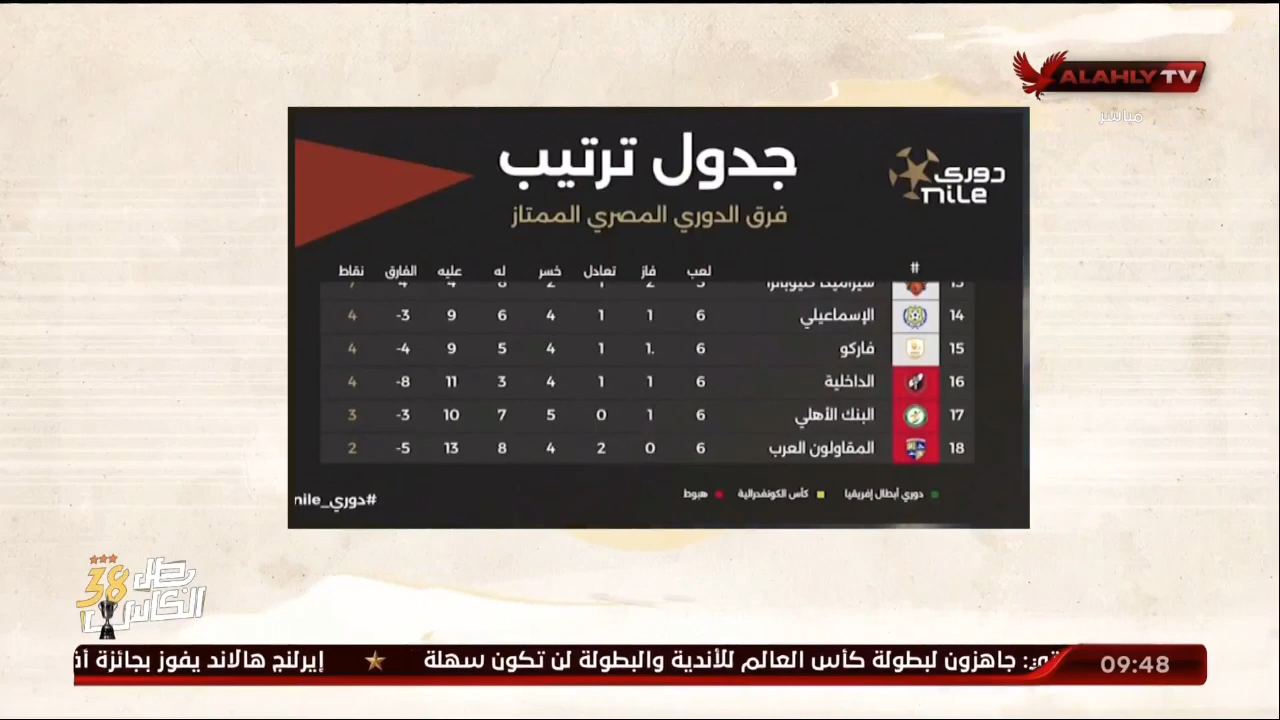 ALAHLY TV
مباشر
جدول ترتيب
دوري
nile
فرق الدوري المصري الممتاز
# لعب فاز تعادل خسر له عليه الفارق نقاط
14 الإسماعيلي 6 1 1 4 6 9 -3 4
15 فاركو 6 1. 1 4 5 9 -4 4
16 الداخلية 6 1 1 4 3 11 -8 4
17 البنك الأهلي 6 1 0 5 7 10 -3 3
18 المقاولون العرب 6 0 2 4 8 13 -5 2
دوري أبطال إفريقيا كأس الكونفدرالية هبوط
#دوري_nile
بطل
38
الكاس
جاهزون لبطولة كأس العالم للأندية والبطولة لن تكون سهلة ★ إيرلنج هالاند يفوز بجائزة
09:48